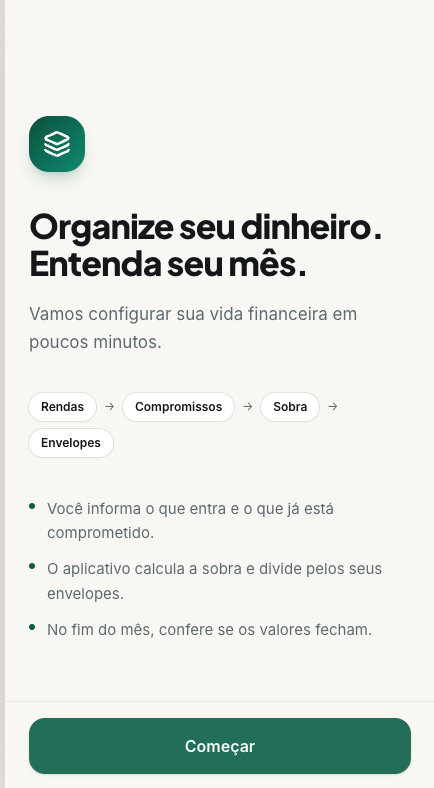 Organize seu dinheiro.
Entenda seu mês.
Vamos configurar sua vida financeira em
poucos minutos.
Rendas → Compromissos → Sobra →
Envelopes
• Você informa o que entra e o que já está
comprometido.
• O aplicativo calcula a sobra e divide pelos seus
envelopes.
• No fim do mês, confere se os valores fecham.
Começar